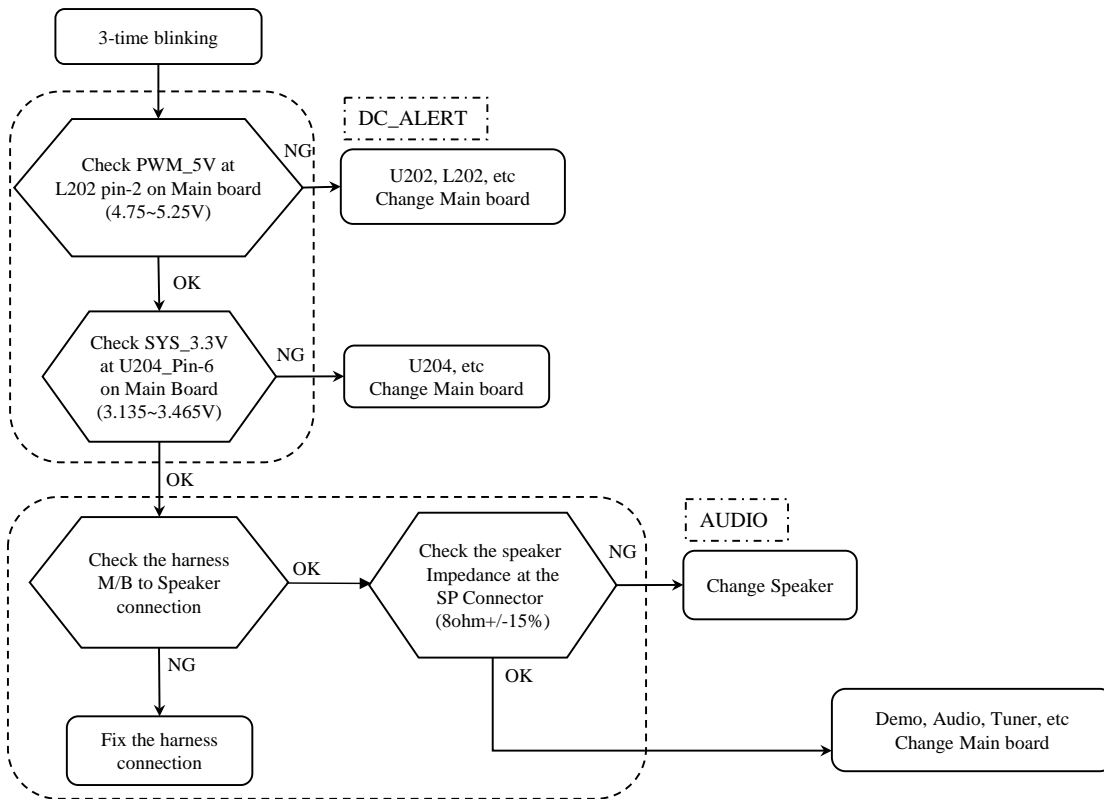 3-time blinking
DC_ALERT
NG
Check PWM_5V at
L202 pin-2 on Main board
(4.75~5.25V)
U202, L202, etc
Change Main board
OK
Check SYS_3.3V
at U204_Pin-6
on Main Board
(3.135~3.465V)
NG
U204, etc
Change Main board
OK
AUDIO
Check the harness
M/B to Speaker
connection
OK
Check the speaker
Impedance at the
SP Connector
(8ohm+/-15%)
NG
Change Speaker
NG
OK
Fix the harness
connection
Demo, Audio, Tuner, etc
Change Main board